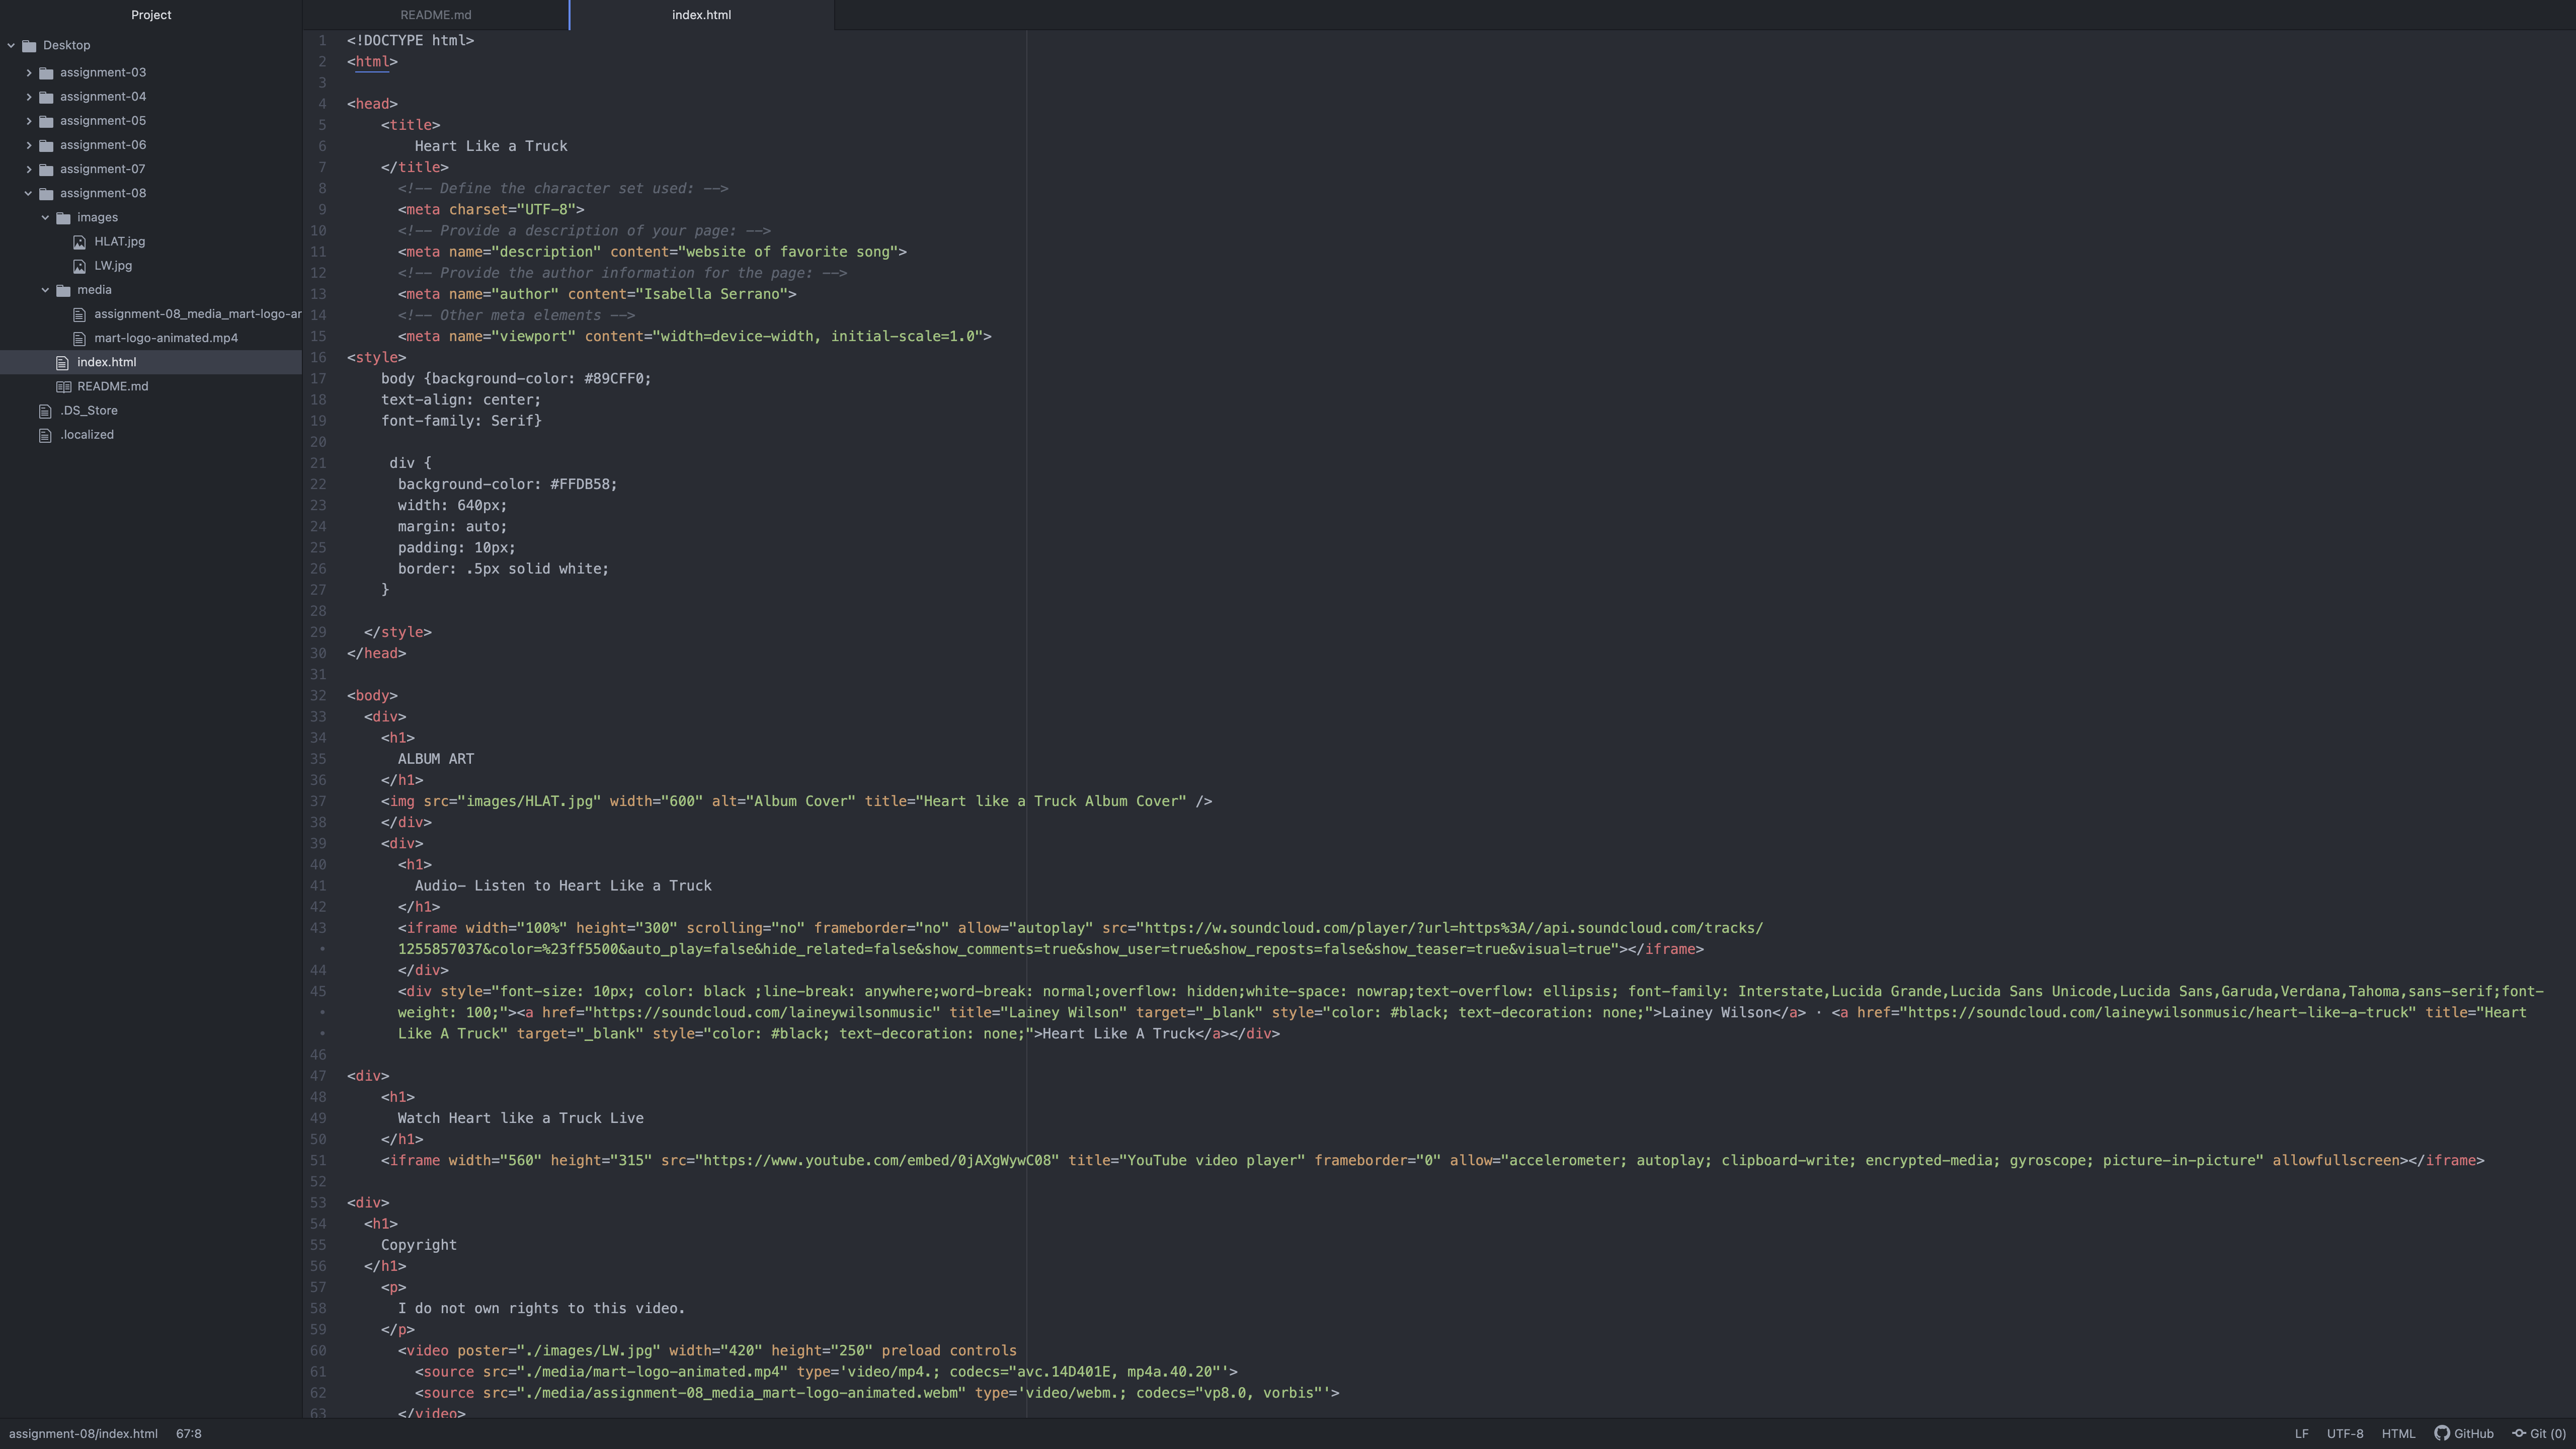 Project
README.md
index.html
Desktop
assignment-03
assignment-04
assignment-05
assignment-06
assignment-07
assignment-08
images
HLAT.jpg
LW.jpg
media
assignment-08_media_mart-logo-ar
mart-logo-animated.mp4
index.html
README.md
.DS_Store
.localized
1 <!DOCTYPE html>
2 <html>
3
4 <head>
5 <title>
6 Heart Like a Truck
7 </title>
8 <!-- Define the character set used: -->
9 <meta charset="UTF-8">
10 <!-- Provide a description of your page: -->
11 <meta name="description" content="website of favorite song">
12 <!-- Provide the author information for the page: -->
13 <meta name="author" content="Isabella Serrano">
14 <!-- Other meta elements -->
15 <meta name="viewport" content="width=device-width, initial-scale=1.0">
16 <style>
17 body {background-color: #89CFF0;
18 text-align: center;
19 font-family: Serif}
20
21 div {
22 background-color: #FFDB58;
23 width: 640px;
24 margin: auto;
25 padding: 10px;
26 border: .5px solid white;
27 }
28
29 </style>
30 </head>
31
32 <body>
33 <div>
34 <h1>
35 ALBUM ART
36 </h1>
37 <img src="images/HLAT.jpg" width="600" alt="Album Cover" title="Heart like a Truck Album Cover" />
38 </div>
39 <div>
40 <h1>
41 Audio- Listen to Heart Like a Truck
42 </h1>
43 <iframe width="100%" height="300" scrolling="no" frameborder="no" allow="autoplay" src="https://w.soundcloud.com/player/?url=https%3A//api.soundcloud.com/tracks/
• 1255857037&color=%23ff5500&auto_play=false&hide_related=false&show_comments=true&show_user=true&show_reposts=false&show_teaser=true&visual=true"></iframe>
44 </div>
45 <div style="font-size: 10px; color: black ;line-break: anywhere;word-break: normal;overflow: hidden;white-space: nowrap;text-overflow: ellipsis; font-family: Interstate,Lucida Grande,Lucida Sans Unicode,Lucida Sans,Garuda,Verdana,Tahoma,sans-serif;font-
• weight: 100;"><a href="https://soundcloud.com/laineywilsonmusic" title="Lainey Wilson" target="_blank" style="color: #black; text-decoration: none;">Lainey Wilson</a> · <a href="https://soundcloud.com/laineywilsonmusic/heart-like-a-truck" title="Heart
• Like A Truck" target="_blank" style="color: #black; text-decoration: none;">Heart Like A Truck</a></div>
46
47 <div>
48 <h1>
49 Watch Heart like a Truck Live
50 </h1>
51 <iframe width="560" height="315" src="https://www.youtube.com/embed/0jAXgWywC08" title="YouTube video player" frameborder="0" allow="accelerometer; autoplay; clipboard-write; encrypted-media; gyroscope; picture-in-picture" allowfullscreen></iframe>
52
53 <div>
54 <h1>
55 Copyright
56 </h1>
57 <p>
58 I do not own rights to this video.
59 </p>
60 <video poster="./images/LW.jpg" width="420" height="250" preload controls
61 <source src="./media/mart-logo-animated.mp4" type='video/mp4.; codecs="avc.14D401E, mp4a.40.20"'>
62 <source src="./media/assignment-08_media_mart-logo-animated.webm" type='video/webm.; codecs="vp8.0, vorbis"'>
63 </video>
assignment-08/index.html 67:8
LF UTF-8 HTML GitHub Git (0)